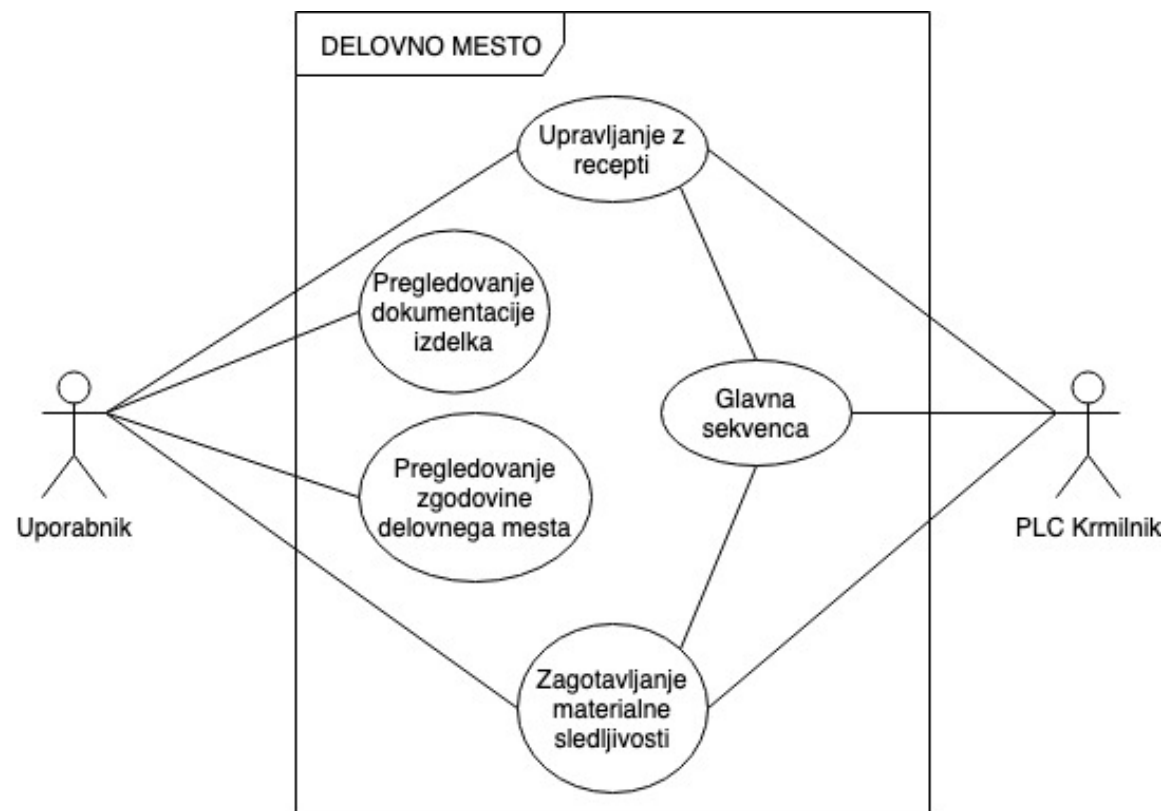 DELOVNO MESTO
Upravljanje z
recepti
Pregledovanje
dokumentacije
izdelka
Glavna
sekvenca
Pregledovanje
zgodovine
delovnega mesta
Uporabnik
PLC Krmilnik
Zagotavljanje
materialne
sledljivosti